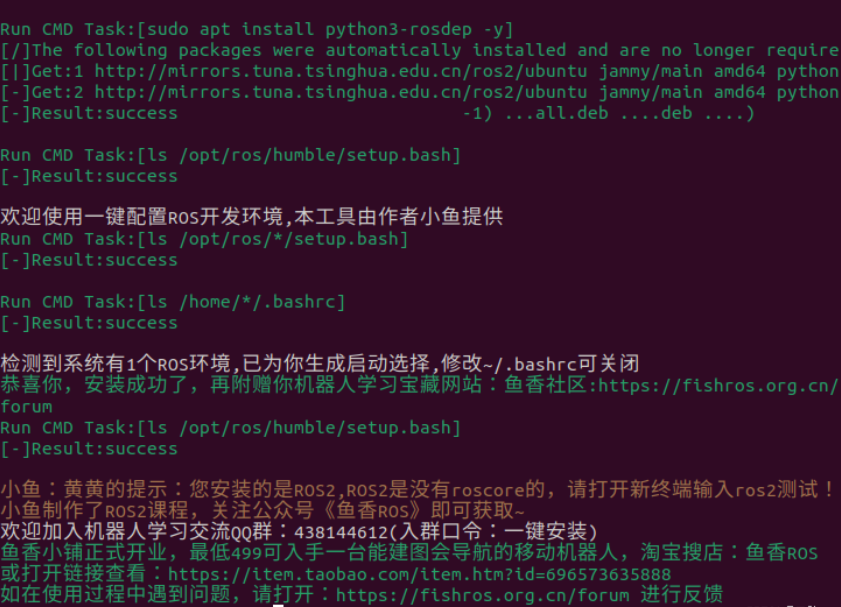 Run CMD Task:[sudo apt install python3-rosdep -y]
[/]The following packages were automatically installed and are no longer require
[|]Get:1 http://mirrors.tuna.tsinghua.edu.cn/ros2/ubuntu jammy/main amd64 python
[-]Get:2 http://mirrors.tuna.tsinghua.edu.cn/ros2/ubuntu jammy/main amd64 python
[-]Result:success -1) ...all.deb ....deb ....)
Run CMD Task:[ls /opt/ros/humble/setup.bash]
[-]Result:success
欢迎使用一键配置ROS开发环境,本工具由作者小鱼提供
Run CMD Task:[ls /opt/ros/*/setup.bash]
[-]Result:success
Run CMD Task:[ls /home/*/.bashrc]
[-]Result:success
检测到系统有1个ROS环境,已为你生成启动选择,修改~/.bashrc可关闭
恭喜你，安装成功了，再附赠你机器人学习宝藏网站：鱼香社区:https://fishros.org.cn/
forum
Run CMD Task:[ls /opt/ros/humble/setup.bash]
[-]Result:success
小鱼：黄黄的提示：您安装的是ROS2,ROS2是没有roscore的，请打开新终端输入ros2测试！
小鱼制作了ROS2课程，关注公众号《鱼香ROS》即可获取~
欢迎加入机器人学习交流QQ群：438144612(入群口令：一键安装)
鱼香小铺正式开业，最低499可入手一台能建图会导航的移动机器人，淘宝搜店：鱼香ROS
或打开链接查看：https://item.taobao.com/item.htm?id=696573635888
如在使用过程中遇到问题，请打开：https://fishros.org.cn/forum 进行反馈